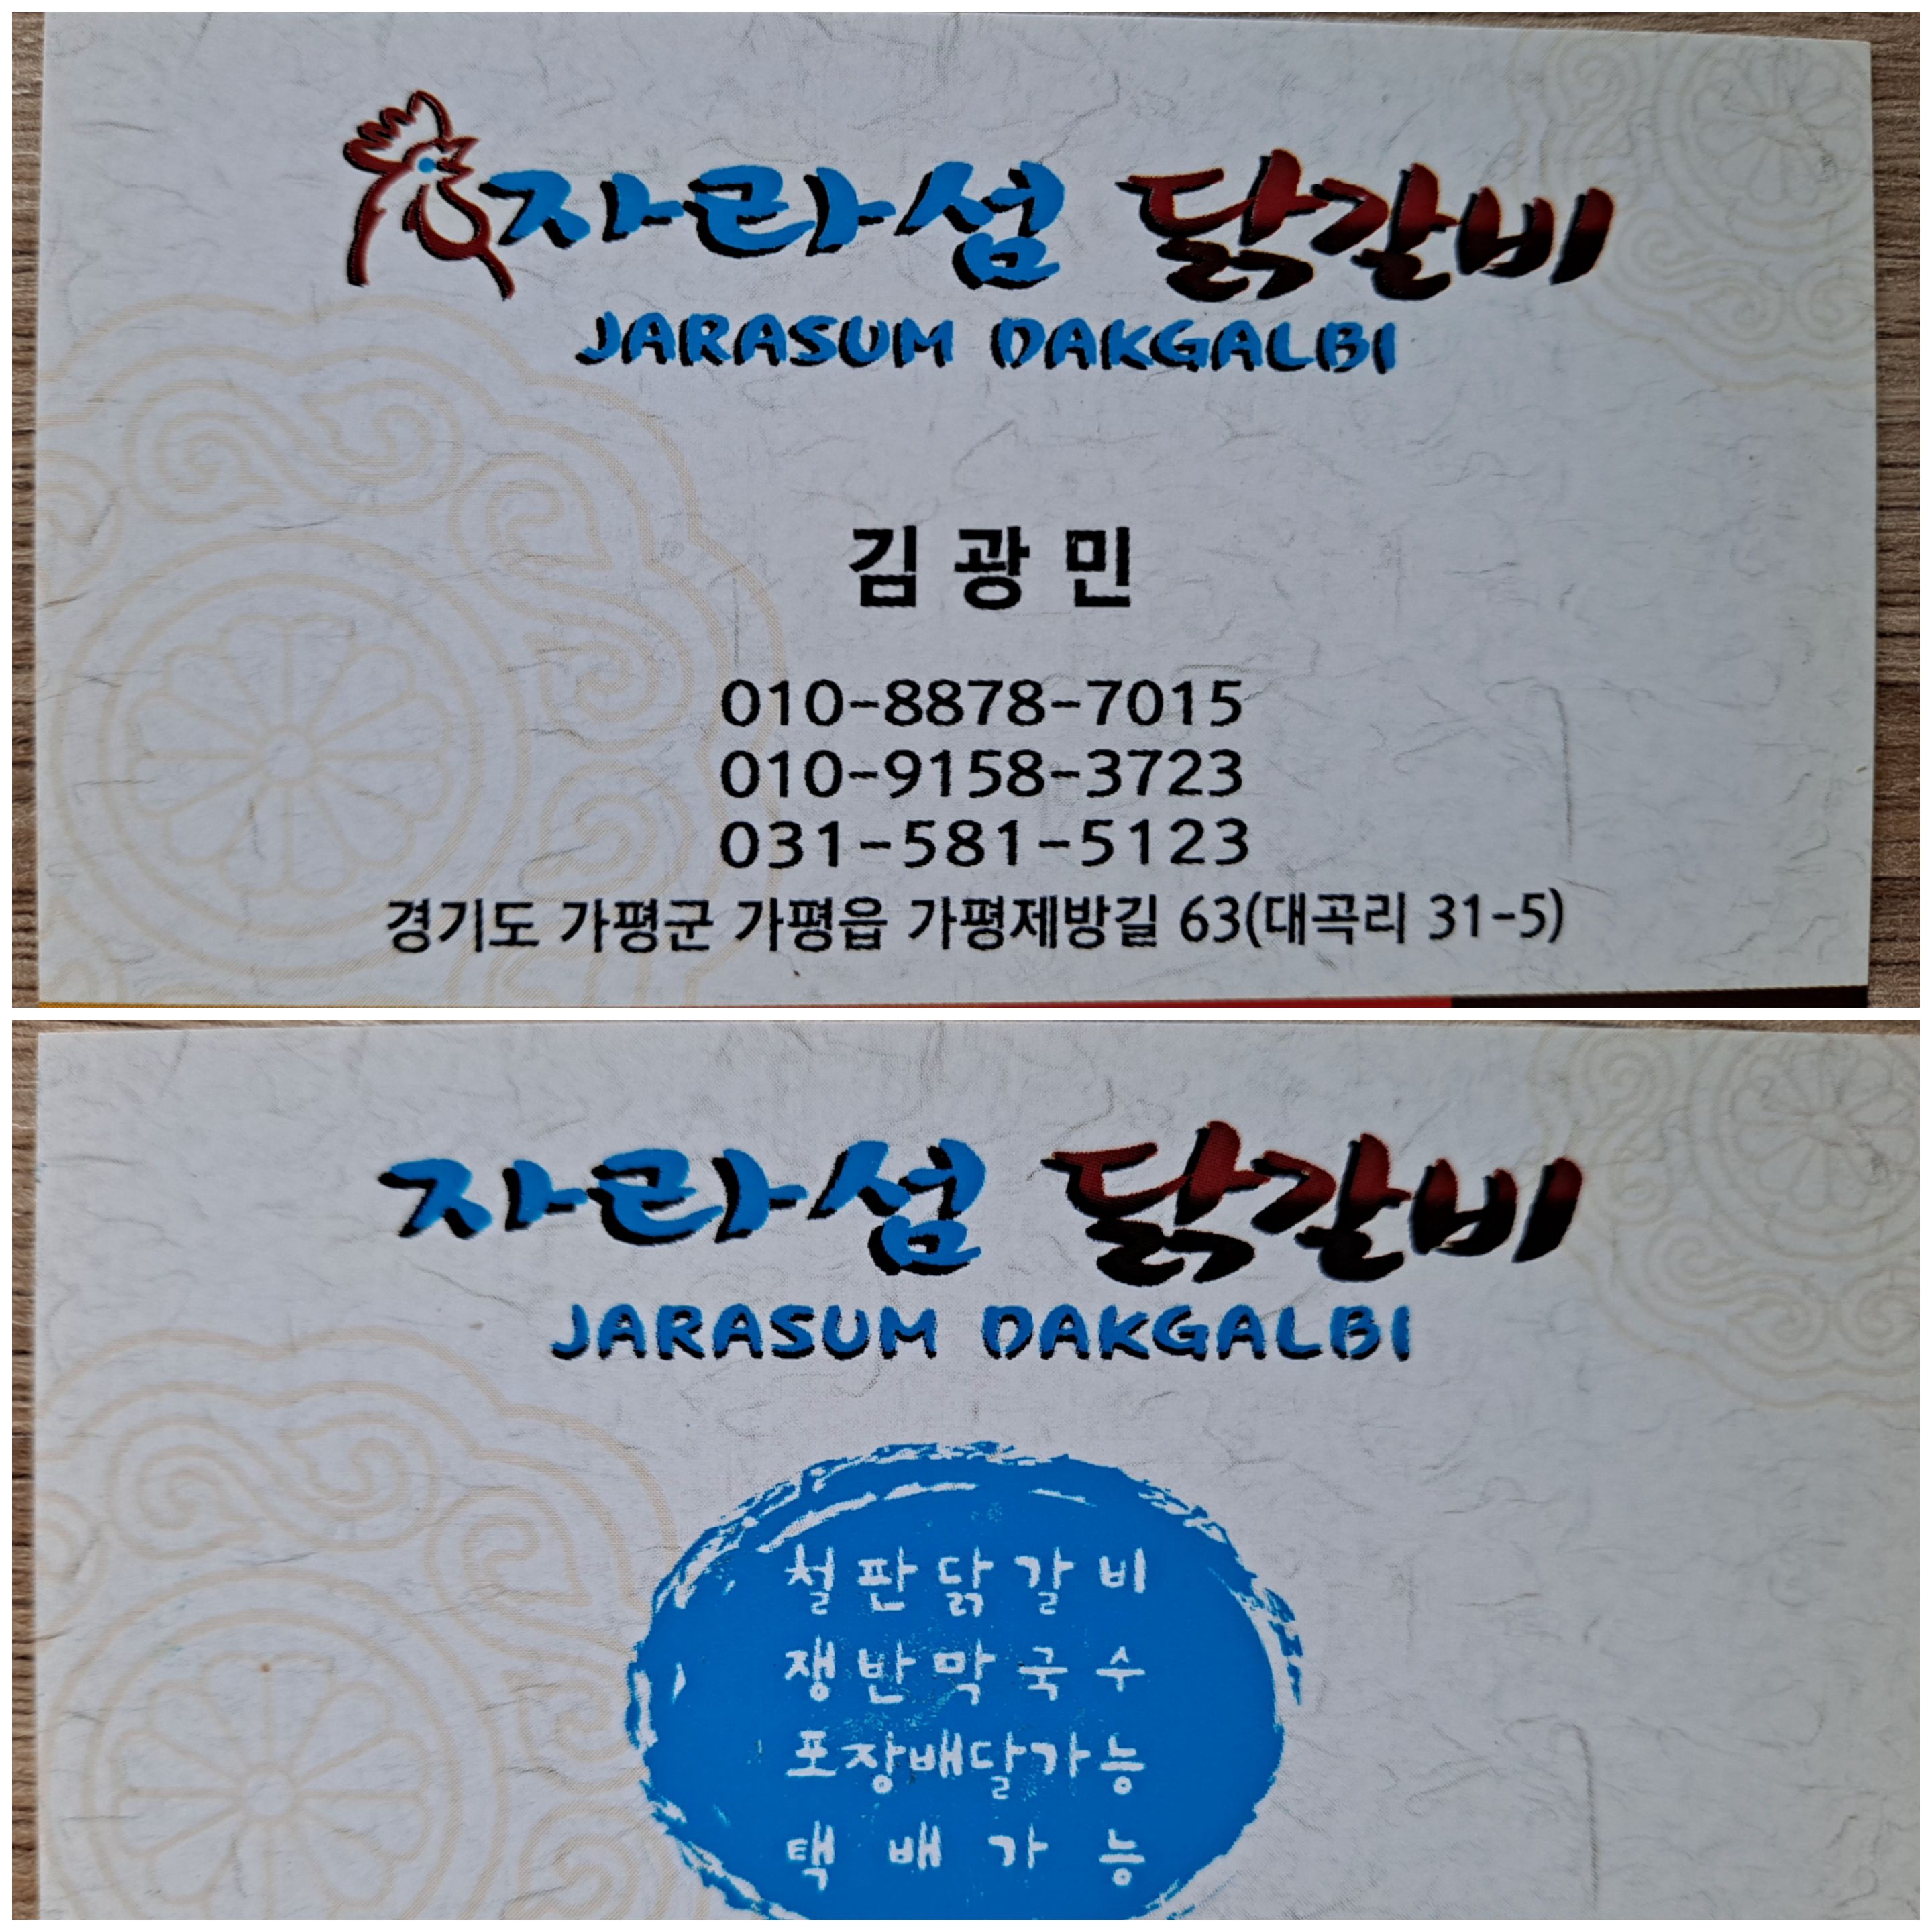 자라섬 닭갈비
JARASUM DAKGALBI
김 광 민
010-8878-7015
010-9158-3723
031-581-5123
경기도 가평군 가평읍 가평제방길 63(대곡리 31-5)
자라섬 닭갈비
JARASUM DAKGALBI
철판닭갈비
쟁반막국수
포장배달가능
택 배 가 능